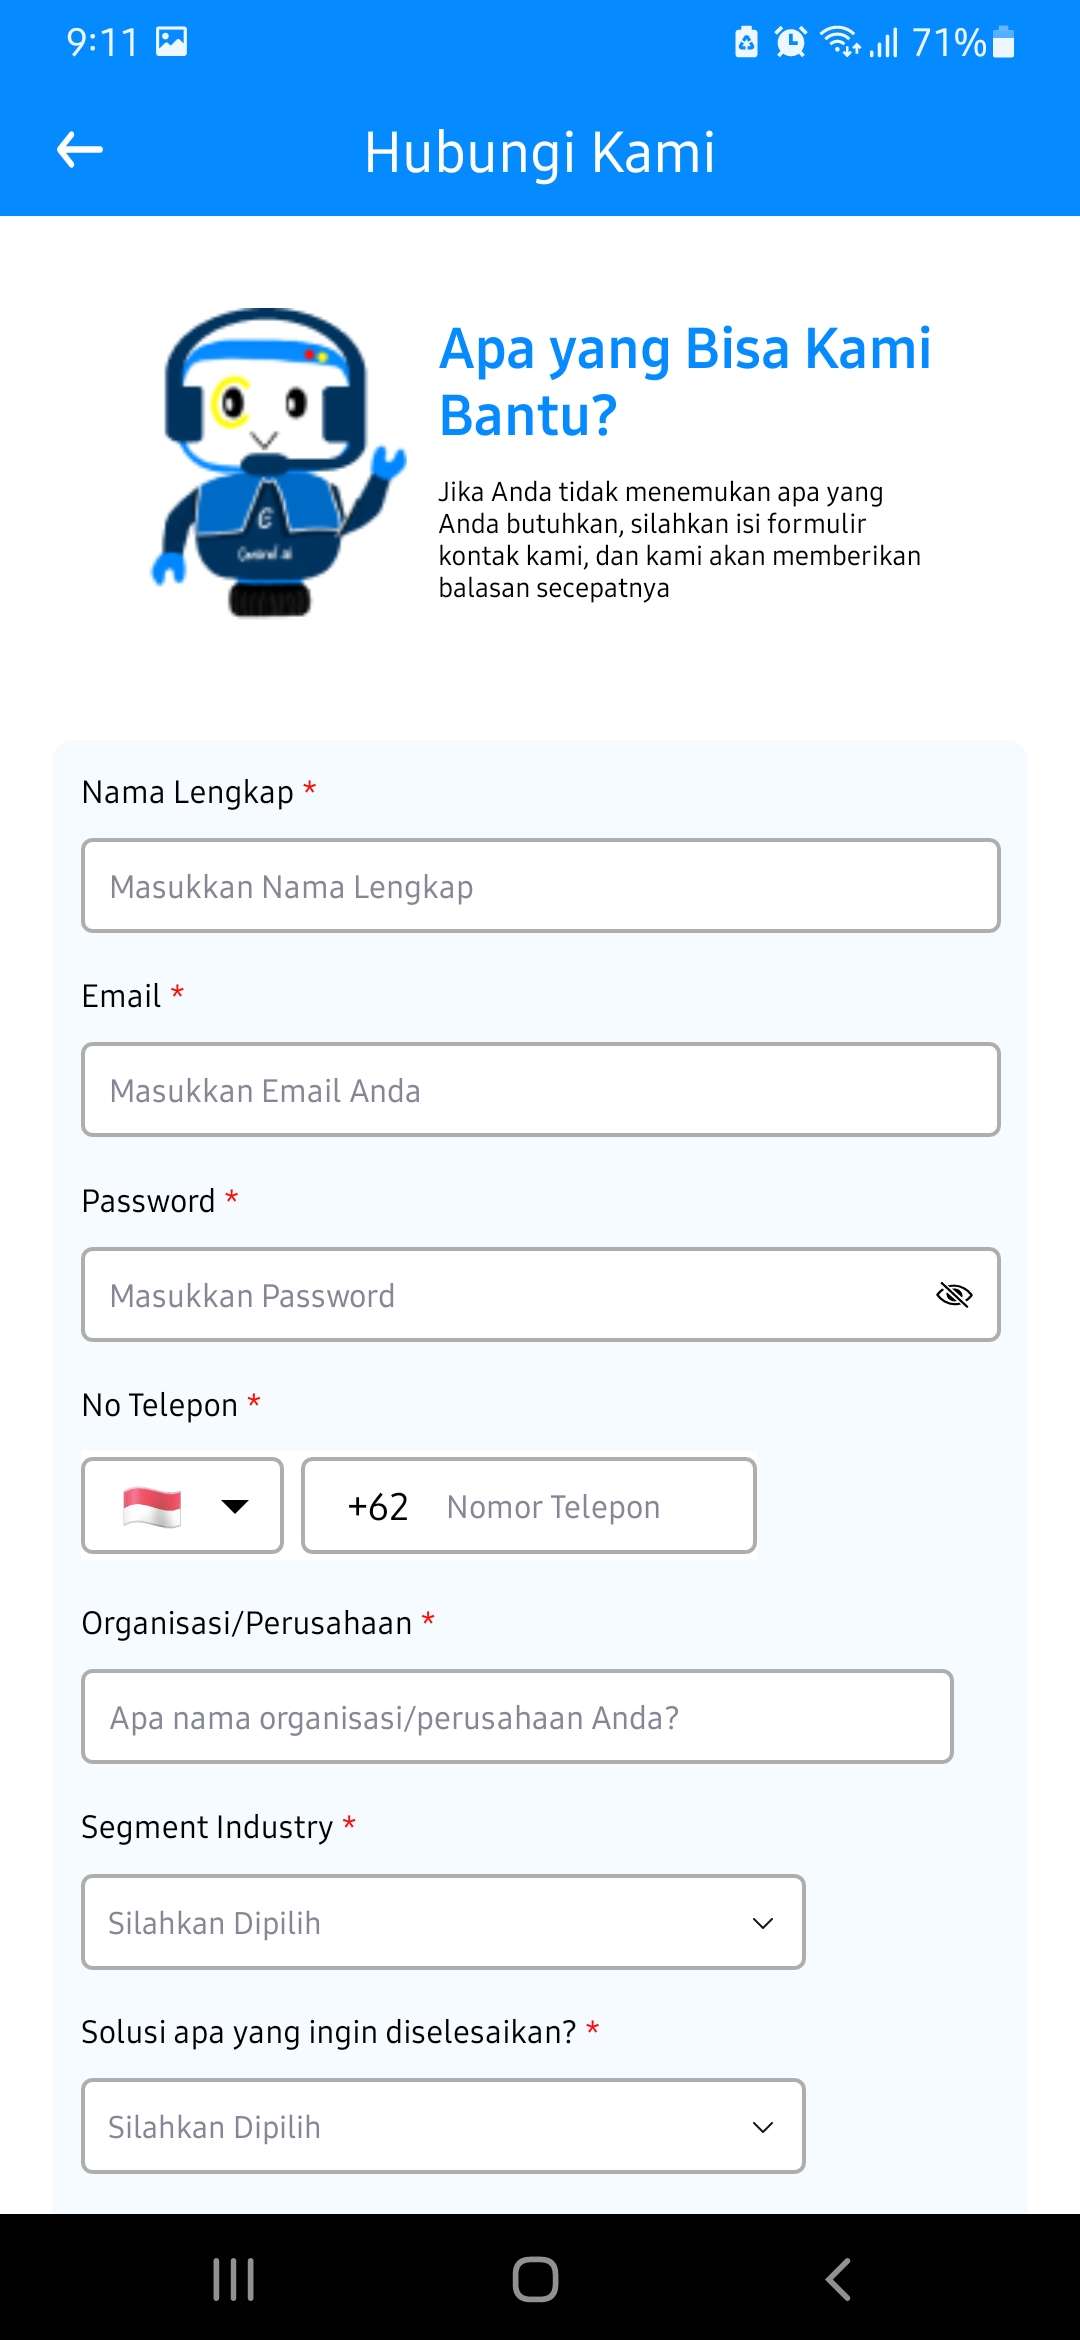 9:11
71%
Hubungi Kami
Apa yang Bisa Kami
Bantu?
Jika Anda tidak menemukan apa yang
Anda butuhkan, silahkan isi formulir
kontak kami, dan kami akan memberikan
balasan secepatnya
Nama Lengkap *
Masukkan Nama Lengkap
Email *
Masukkan Email Anda
Password *
Masukkan Password
No Telepon *
+62 Nomor Telepon
Organisasi/Perusahaan *
Apa nama organisasi/perusahaan Anda?
Segment Industry *
Silahkan Dipilih
Solusi apa yang ingin diselesaikan? *
Silahkan Dipilih